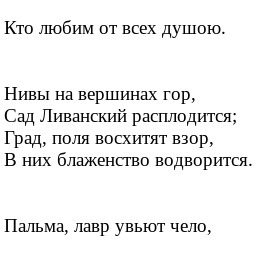 Кто любим от всех душою.
Нивы на вершинах гор,
Сад Ливанский расплодится;
Град, поля восхитят взор,
В них блаженство водворится.
Пальма, лавр увьют чело,